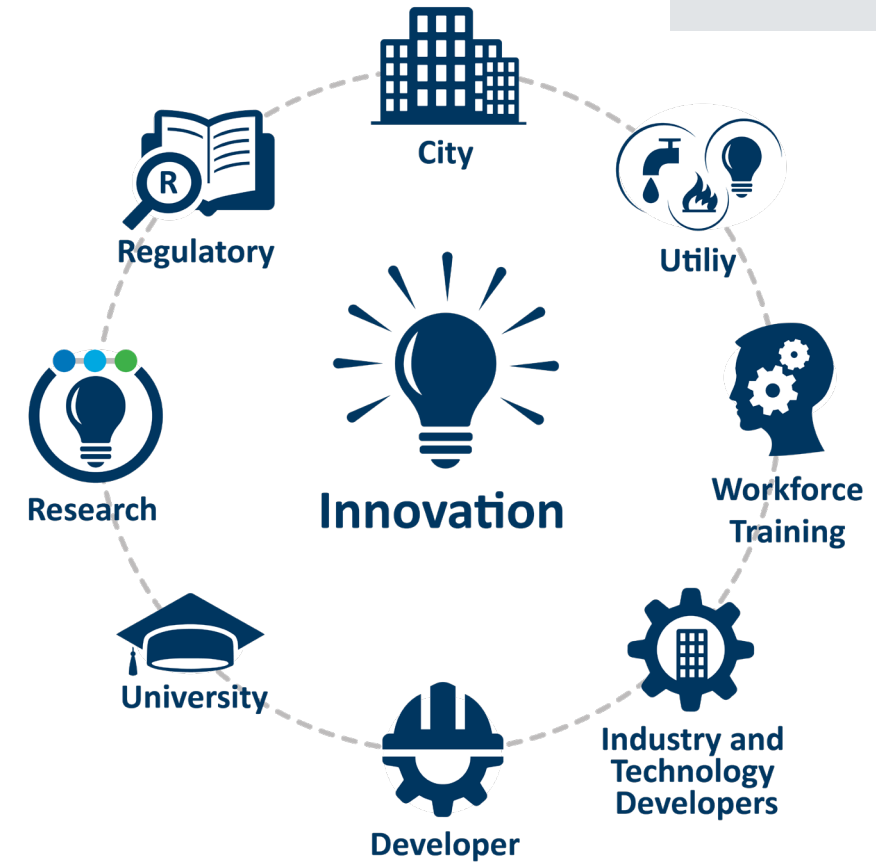 City
Utiliy
R
Regulatory
Workforce
Training
Research
Innovation
University
Industry and
Technology
Developers
Developer